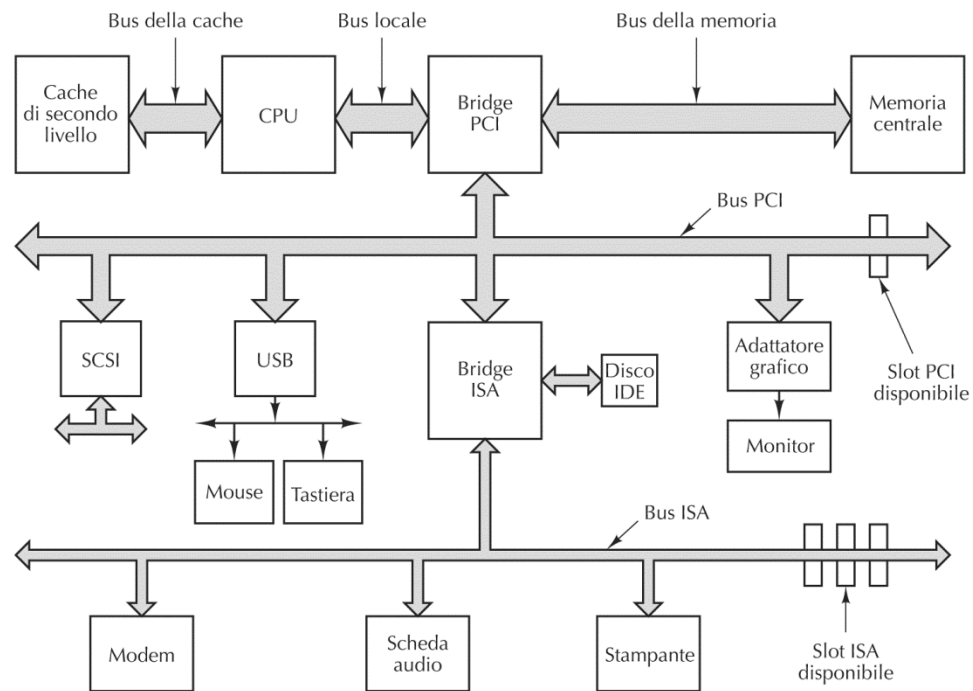 Bus della cache
Bus locale
Bus della memoria
Cache
di secondo
livello
CPU
Bridge
PCI
Memoria
centrale
Bus PCI
SCSI
USB
Bridge
ISA
Disco
IDE
Adattatore
grafico
Slot PCI
disponibile
Monitor
Mouse
Tastiera
Bus ISA
Modem
Scheda
audio
Stampante
Slot ISA
disponibile